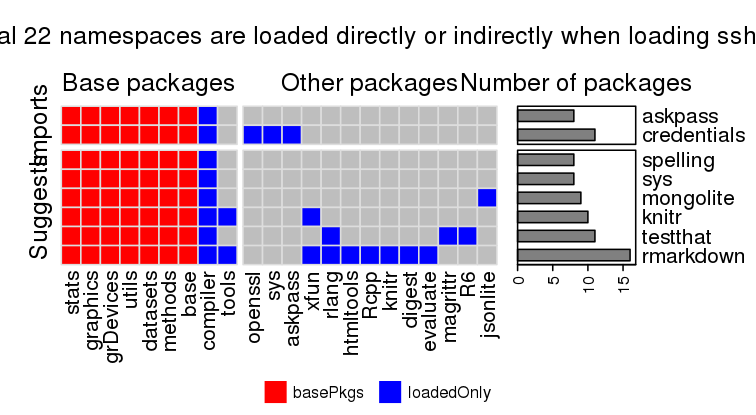 al 22 namespaces are loaded directly or indirectly when loading ssh
Base packages
Other packages
Number of packages
Imports
Suggests
askpass
credentials
spelling
sys
mongolite
knitr
testthat
rmarkdown
stats
graphics
grDevices
utils
datasets
methods
base
compiler
tools
openssl
sys
askpass
xfun
rlang
htmltools
Rcpp
knitr
digest
evaluate
magrittr
R6
jsonlite
0
5
10
15
basePkgs
loadedOnly